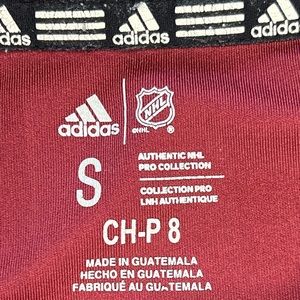 adidas adidas adidas adidas
adidas NHL
©NHL
S
AUTHENTIC NHL
PRO COLLECTION
COLLECTION PRO
LNH AUTHENTIQUE
CH-P 8
MADE IN GUATEMALA
HECHO EN GUATEMALA
FABRIQUÉ AU GUATEMALA